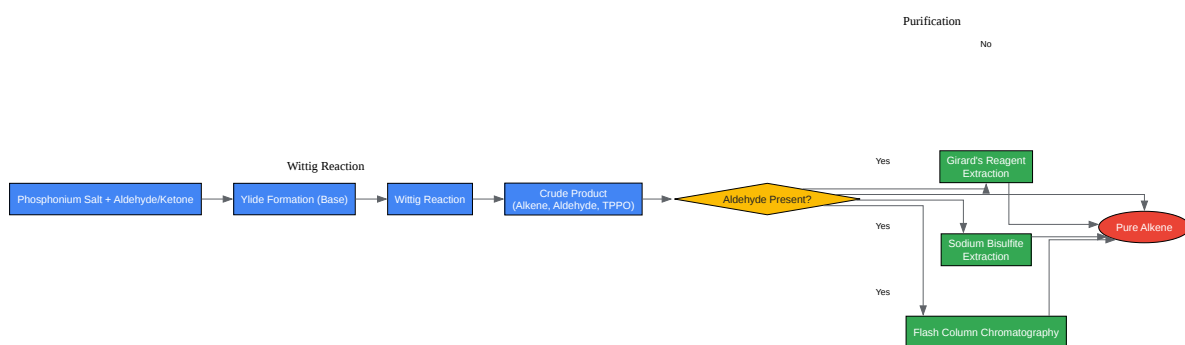 Purification
No
Wittig Reaction
Phosphonium Salt + Aldehyde/Ketone
Ylide Formation (Base)
Wittig Reaction
Crude Product
(Alkene, Aldehyde, TPPO)
Aldehyde Present?
Yes
Girard's Reagent
Extraction
Yes
Sodium Bisulfite
Extraction
Yes
Flash Column Chromatography
Pure Alkene